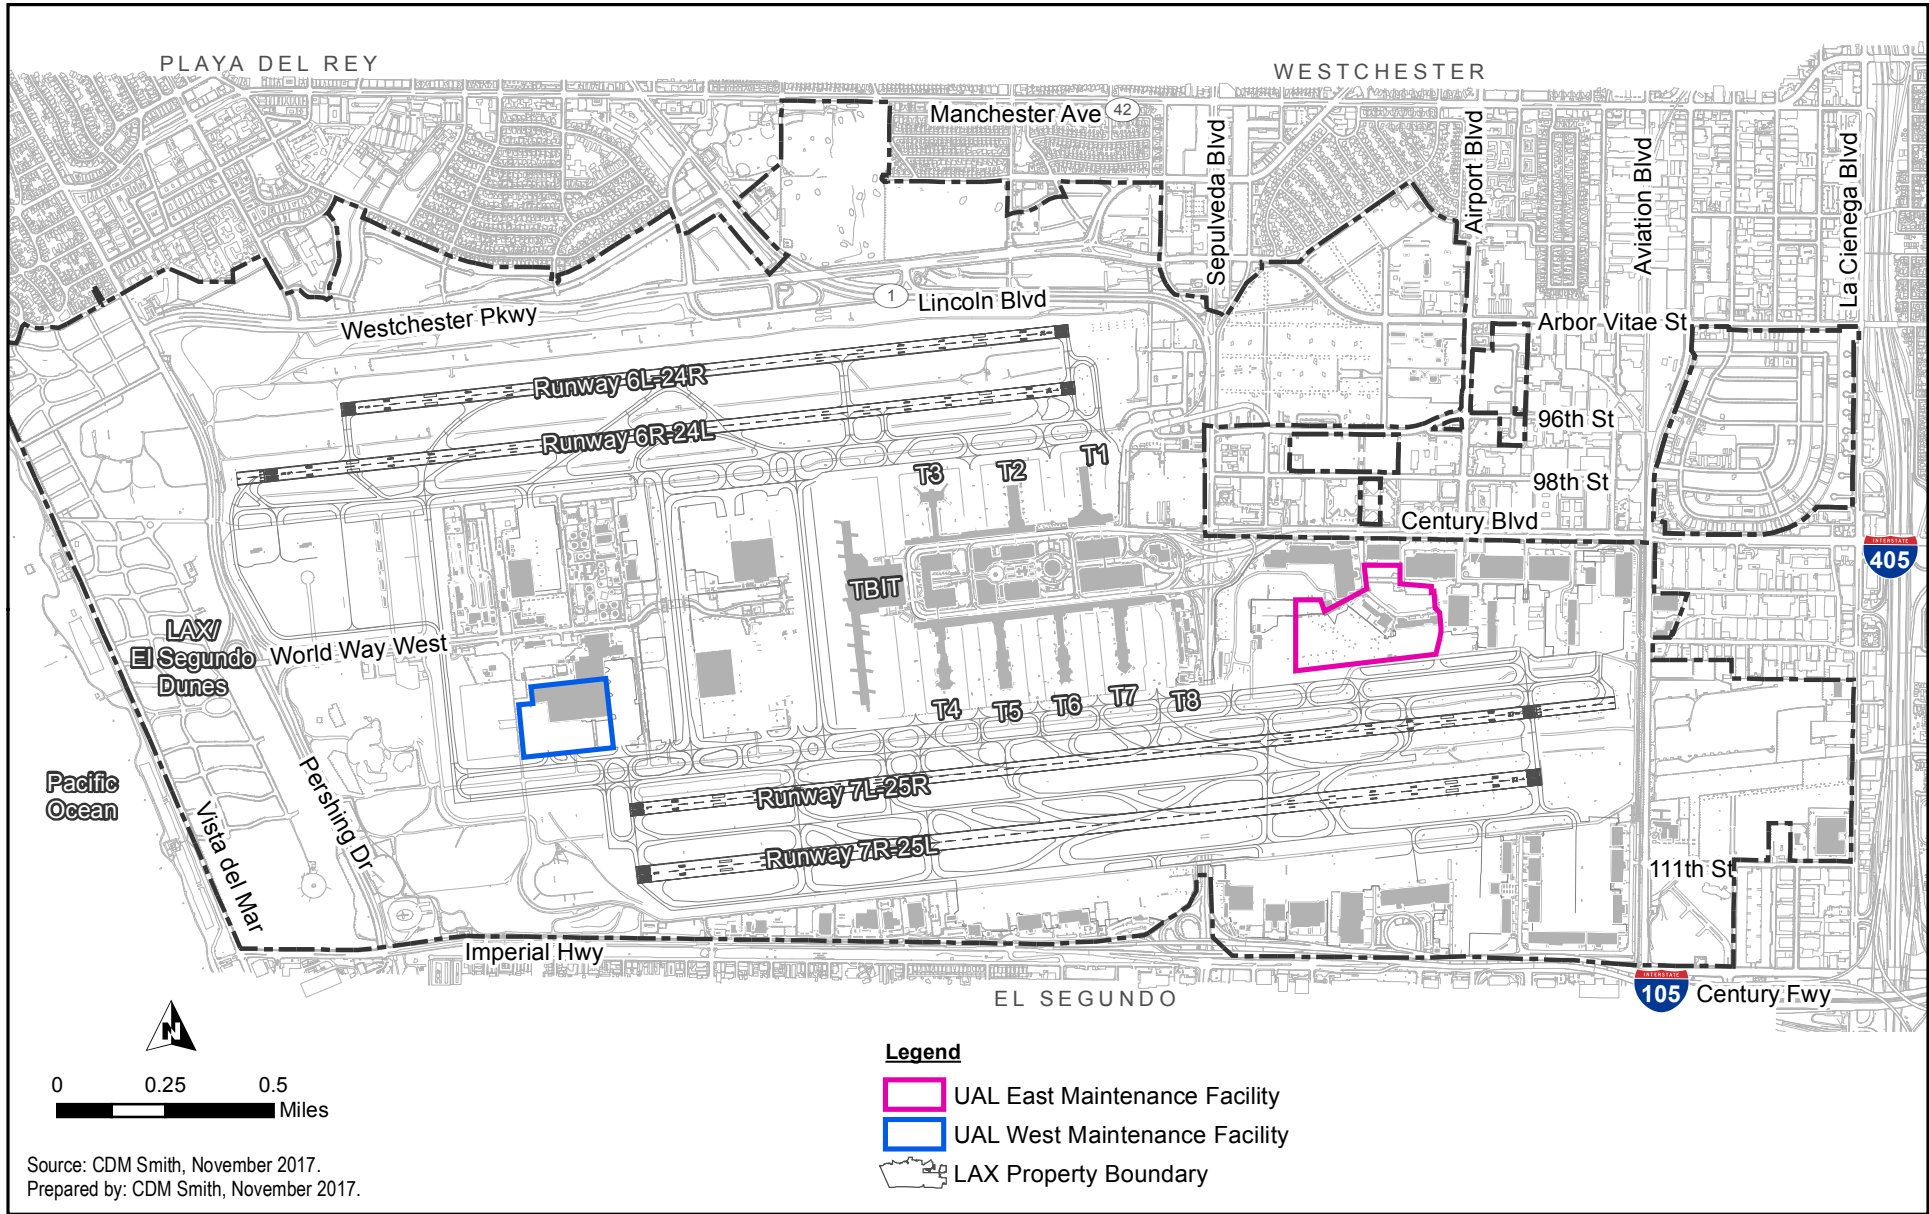 PLAYA DEL REY
WESTCHESTER
Manchester Ave
42
Sepulveda Blvd
Airport Blvd
Aviation Blvd
La Cienega Blvd
1
Lincoln Blvd
Westchester Pkwy
Arbor Vitae St
Runway 6L-24R
Runway 6R-24L
96th St
T3
T2
T1
98th St
Century Blvd
INTERSTATE
405
TBIT
LAX/
El Segundo
Dunes
World Way West
T4
T5
T6
T7
T8
Pacific
Ocean
Pershing Dr
Vista del Mar
Runway 7L-25R
Runway 7R-25L
111th St
Imperial Hwy
EL SEGUNDO
INTERSTATE
105
Century Fwy
N
0 0.25 0.5
Miles
Legend
UAL East Maintenance Facility
UAL West Maintenance Facility
LAX Property Boundary
Source: CDM Smith, November 2017.
Prepared by: CDM Smith, November 2017.